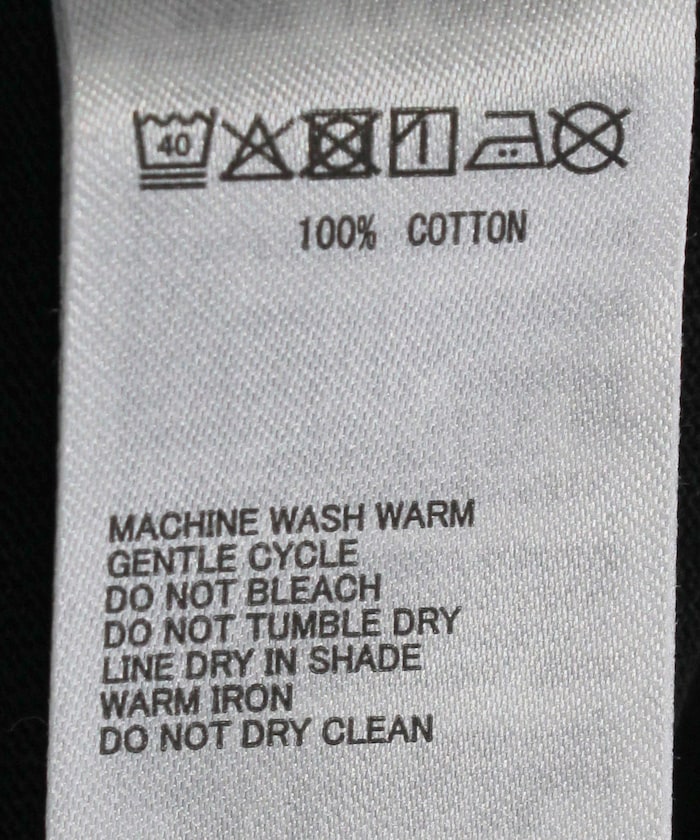 40
100% COTTON
MACHINE WASH WARM
GENTLE CYCLE
DO NOT BLEACH
DO NOT TUMBLE DRY
LINE DRY IN SHADE
WARM IRON
DO NOT DRY CLEAN